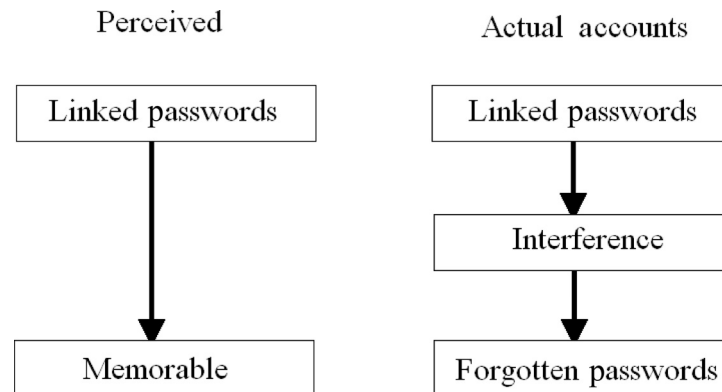 Perceived
Linked passwords
Memorable
Actual accounts
Linked passwords
Interference
Forgotten passwords